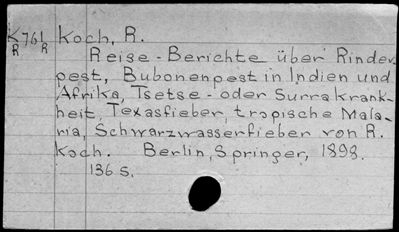 K761 Koch, R.
R R Reise-Berichte über Rinder-
pest, Bubonenpest in Indien und
Afrika, Tsetse- oder Surrakrank-
heit, Texasfieber, tropische Mala-
ria, Schwarzwasserfieber von R.
Koch. Berlin, Springer, 1898.
136 S.